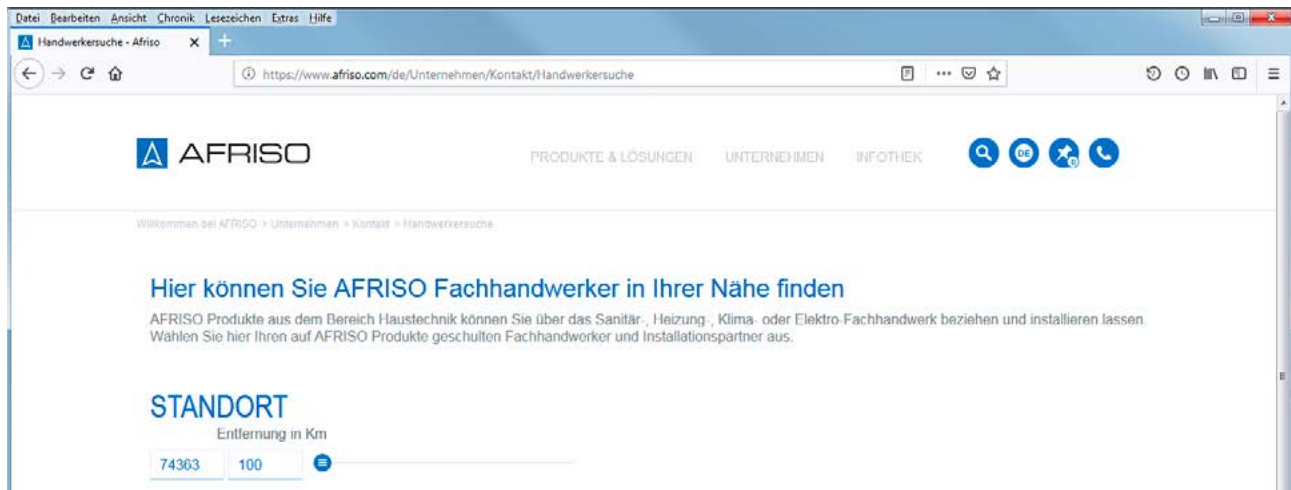 Datei Bearbeiten Ansicht Chronik Lesezeichen Extras Hilfe
Handwerkersuche - Afriso
https://www.afriso.com/de/Unternehmen/Kontakt/Handwerkersuche
AFRISO
PRODUKTE & LÖSUNGEN UNTERNEHMEN INFOTHEK
DE
0
Willkommen bei AFRISO » Unternehmen » Kontakt » Handwerkersuche
Hier können Sie AFRISO Fachhandwerker in Ihrer Nähe finden
AFRISO Produkte aus dem Bereich Haustechnik können Sie über das Sanitär-, Heizung-, Klima- oder Elektro-Fachhandwerk beziehen und installieren lassen.
Wählen Sie hier Ihren auf AFRISO Produkte geschulten Fachhandwerker und Installationspartner aus.
STANDORT
Entfernung in Km
74363 100